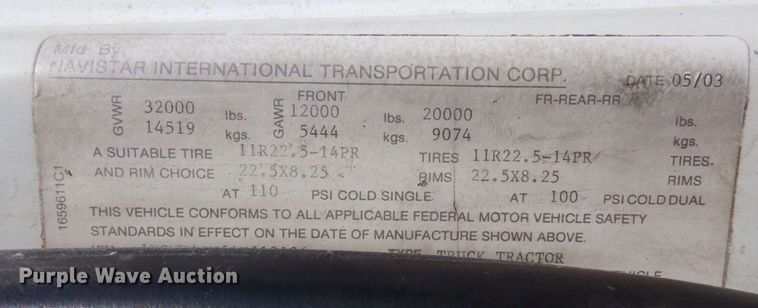 Mfd By
NAVISTAR INTERNATIONAL TRANSPORTATION CORP. DATE 05/03
FRONT FR-REAR-RR
GVWR 32000 lbs. GAWR 12000 lbs. 20000 lbs.
14519 kgs. 5444 kgs. 9074 kgs.
A SUITABLE TIRE 11R22.5-14PR TIRES 11R22.5-14PR TIRES
AND RIM CHOICE 22.5X8.25 RIMS 22.5X8.25 RIMS
AT 110 PSI COLD SINGLE AT 100 PSI COLD DUAL
THIS VEHICLE CONFORMS TO ALL APPLICABLE FEDERAL MOTOR VEHICLE SAFETY
STANDARDS IN EFFECT ON THE DATE OF MANUFACTURE SHOWN ABOVE.
TYPE TRUCK TRACTOR
1659611C1
Purple Wave Auction